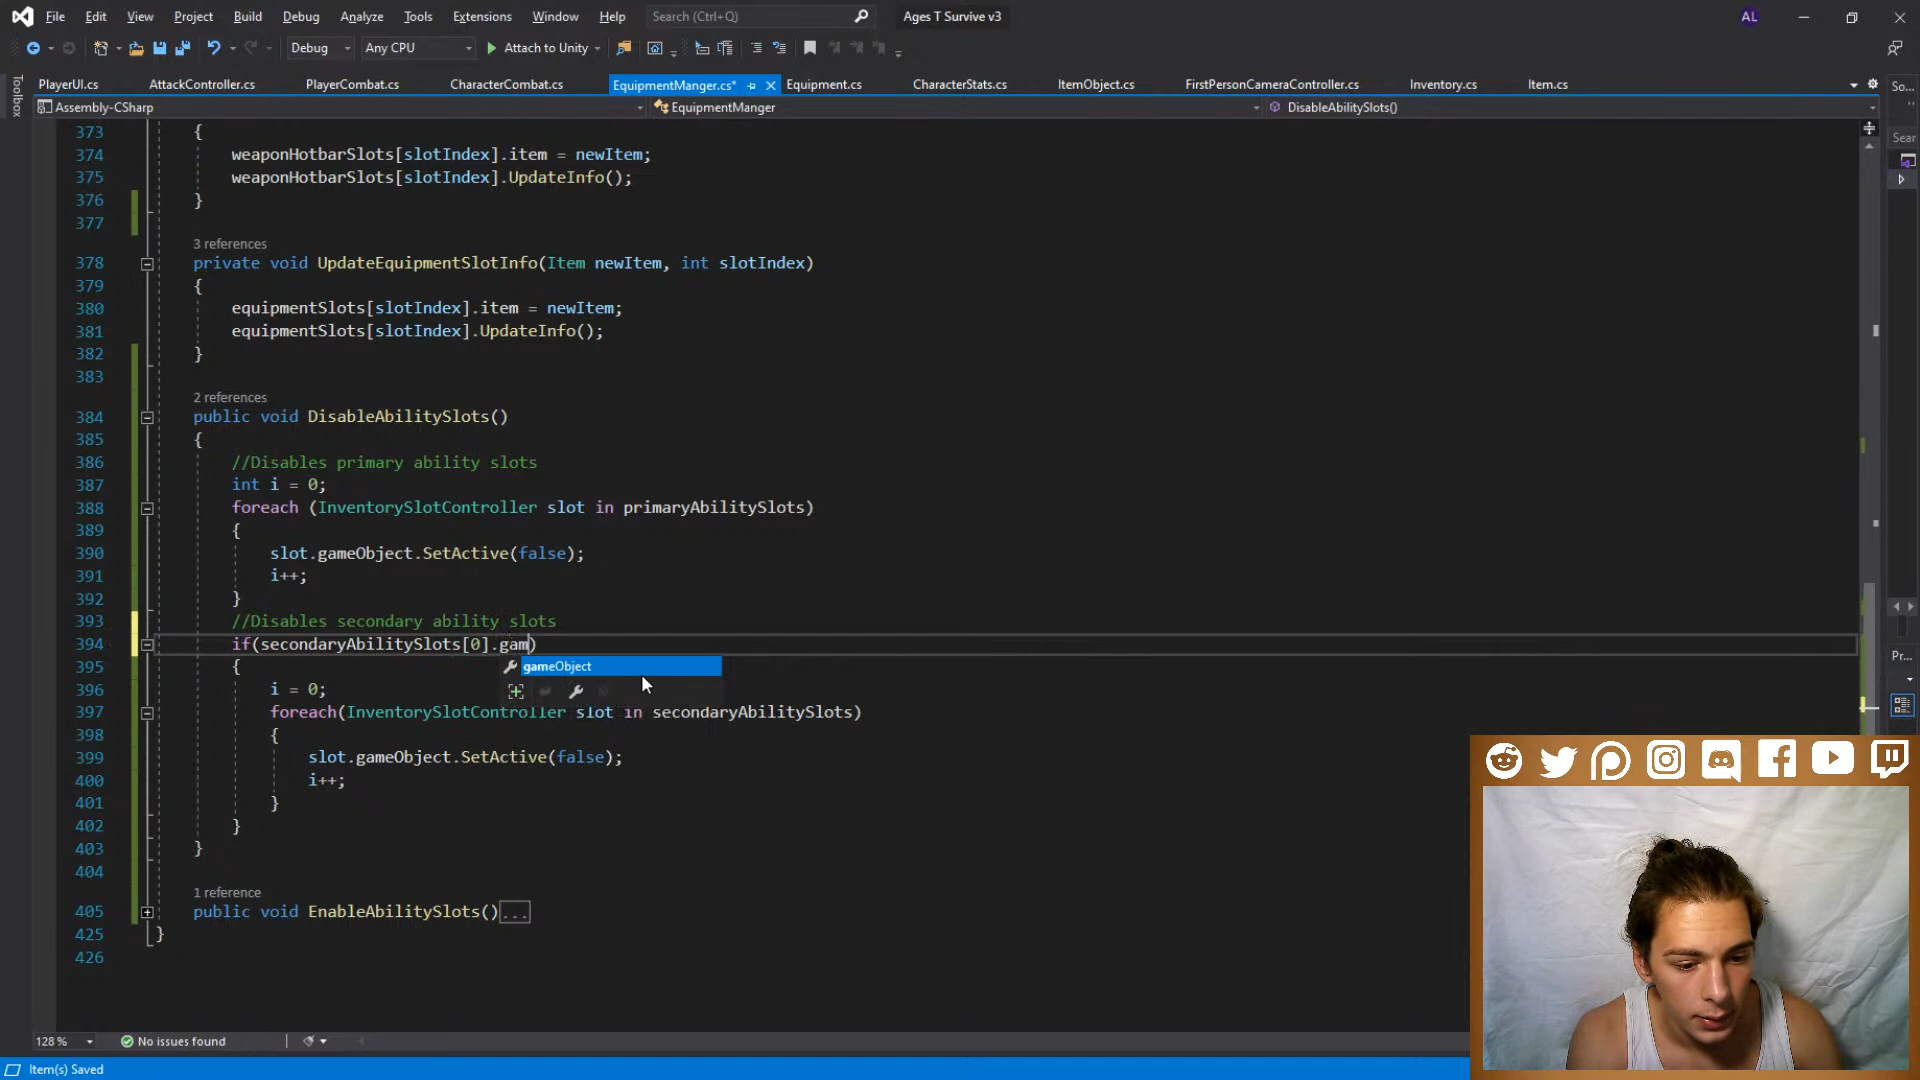 File Edit View Project Build Debug Analyze Tools Extensions Window Help Search (Ctrl+Q) Ages T Survive v3 AL
Debug Any CPU Attach to Unity
Toolbox
PlayerUI.cs AttackController.cs PlayerCombat.cs CharacterCombat.cs EquipmentManger.cs* Equipment.cs CharacterStats.cs ItemObject.cs FirstPersonCameraController.cs Inventory.cs Item.cs So...
Assembly-CSharp EquipmentManger DisableAbilitySlots()
Sear
373 {
374 weaponHotbarSlots[slotIndex].item = newItem;
375 weaponHotbarSlots[slotIndex].UpdateInfo();
376 }
377
3 references
378 private void UpdateEquipmentSlotInfo(Item newItem, int slotIndex)
379 {
380 equipmentSlots[slotIndex].item = newItem;
381 equipmentSlots[slotIndex].UpdateInfo();
382 }
383
2 references
384 public void DisableAbilitySlots()
385 {
386 //Disables primary ability slots
387 int i = 0;
388 foreach (InventorySlotController slot in primaryAbilitySlots)
389 {
390 slot.gameObject.SetActive(false);
391 i++;
392 }
393 //Disables secondary ability slots
394 if(secondaryAbilitySlots[0].gam)
395 {
gameObject
396 i = 0;
397 foreach(InventorySlotController slot in secondaryAbilitySlots)
398 {
399 slot.gameObject.SetActive(false);
400 i++;
401 }
402 }
403 }
404
1 reference
405 public void EnableAbilitySlots()...
425 }
426
Pr...
128 % No issues found
Item(s) Saved